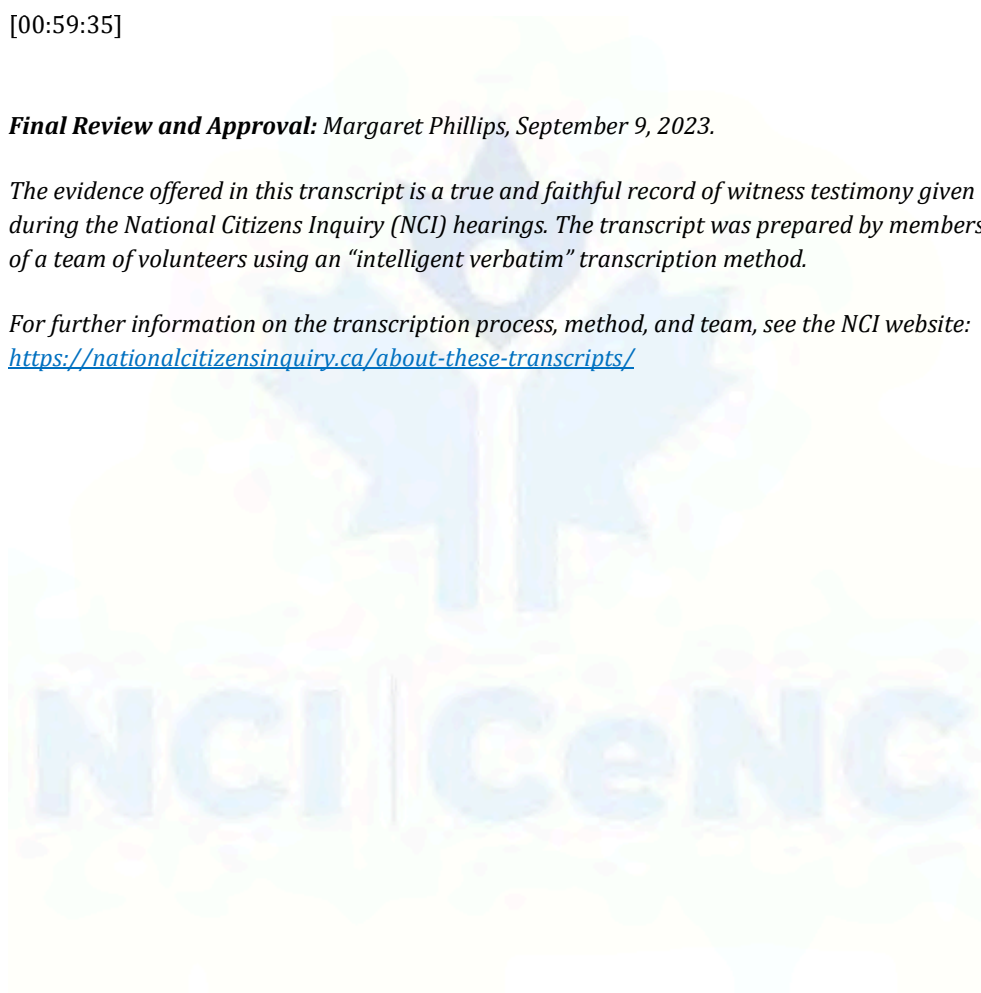 [00:59:35]
Final Review and Approval: Margaret Phillips, September 9, 2023.
The evidence offered in this transcript is a true and faithful record of witness testimony given
during the National Citizens Inquiry (NCI) hearings. The transcript was prepared by members
of a team of volunteers using an “intelligent verbatim” transcription method.
For further information on the transcription process, method, and team, see the NCI website:
https://nationalcitizensinquiry.ca/about-these-transcripts/
NCI | CeNC